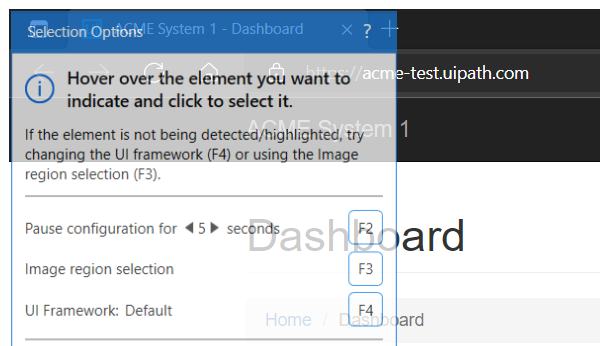 Selection Options
ACME System 1 - Dashboard
?
Hover over the element you want to
indicate and click to select it.
https://acme-test.uipath.com
ACME System 1
If the element is not being detected/highlighted, try
changing the UI framework (F4) or using the Image
region selection (F3).
Pause configuration for 5 seconds
F2
Dashboard
Image region selection
F3
UI Framework: Default
F4
Home / Dashboard